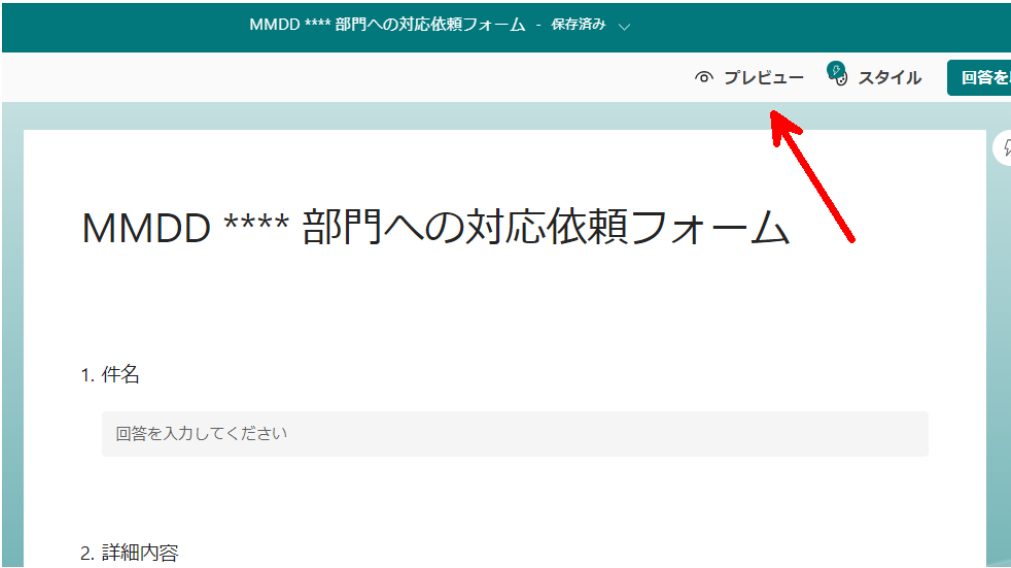 MMDD **** 部門への対応依頼フォーム - 保存済み
プレビュー スタイル 回答を
MMDD **** 部門への対応依頼フォーム
1. 件名
回答を入力してください
2. 詳細内容